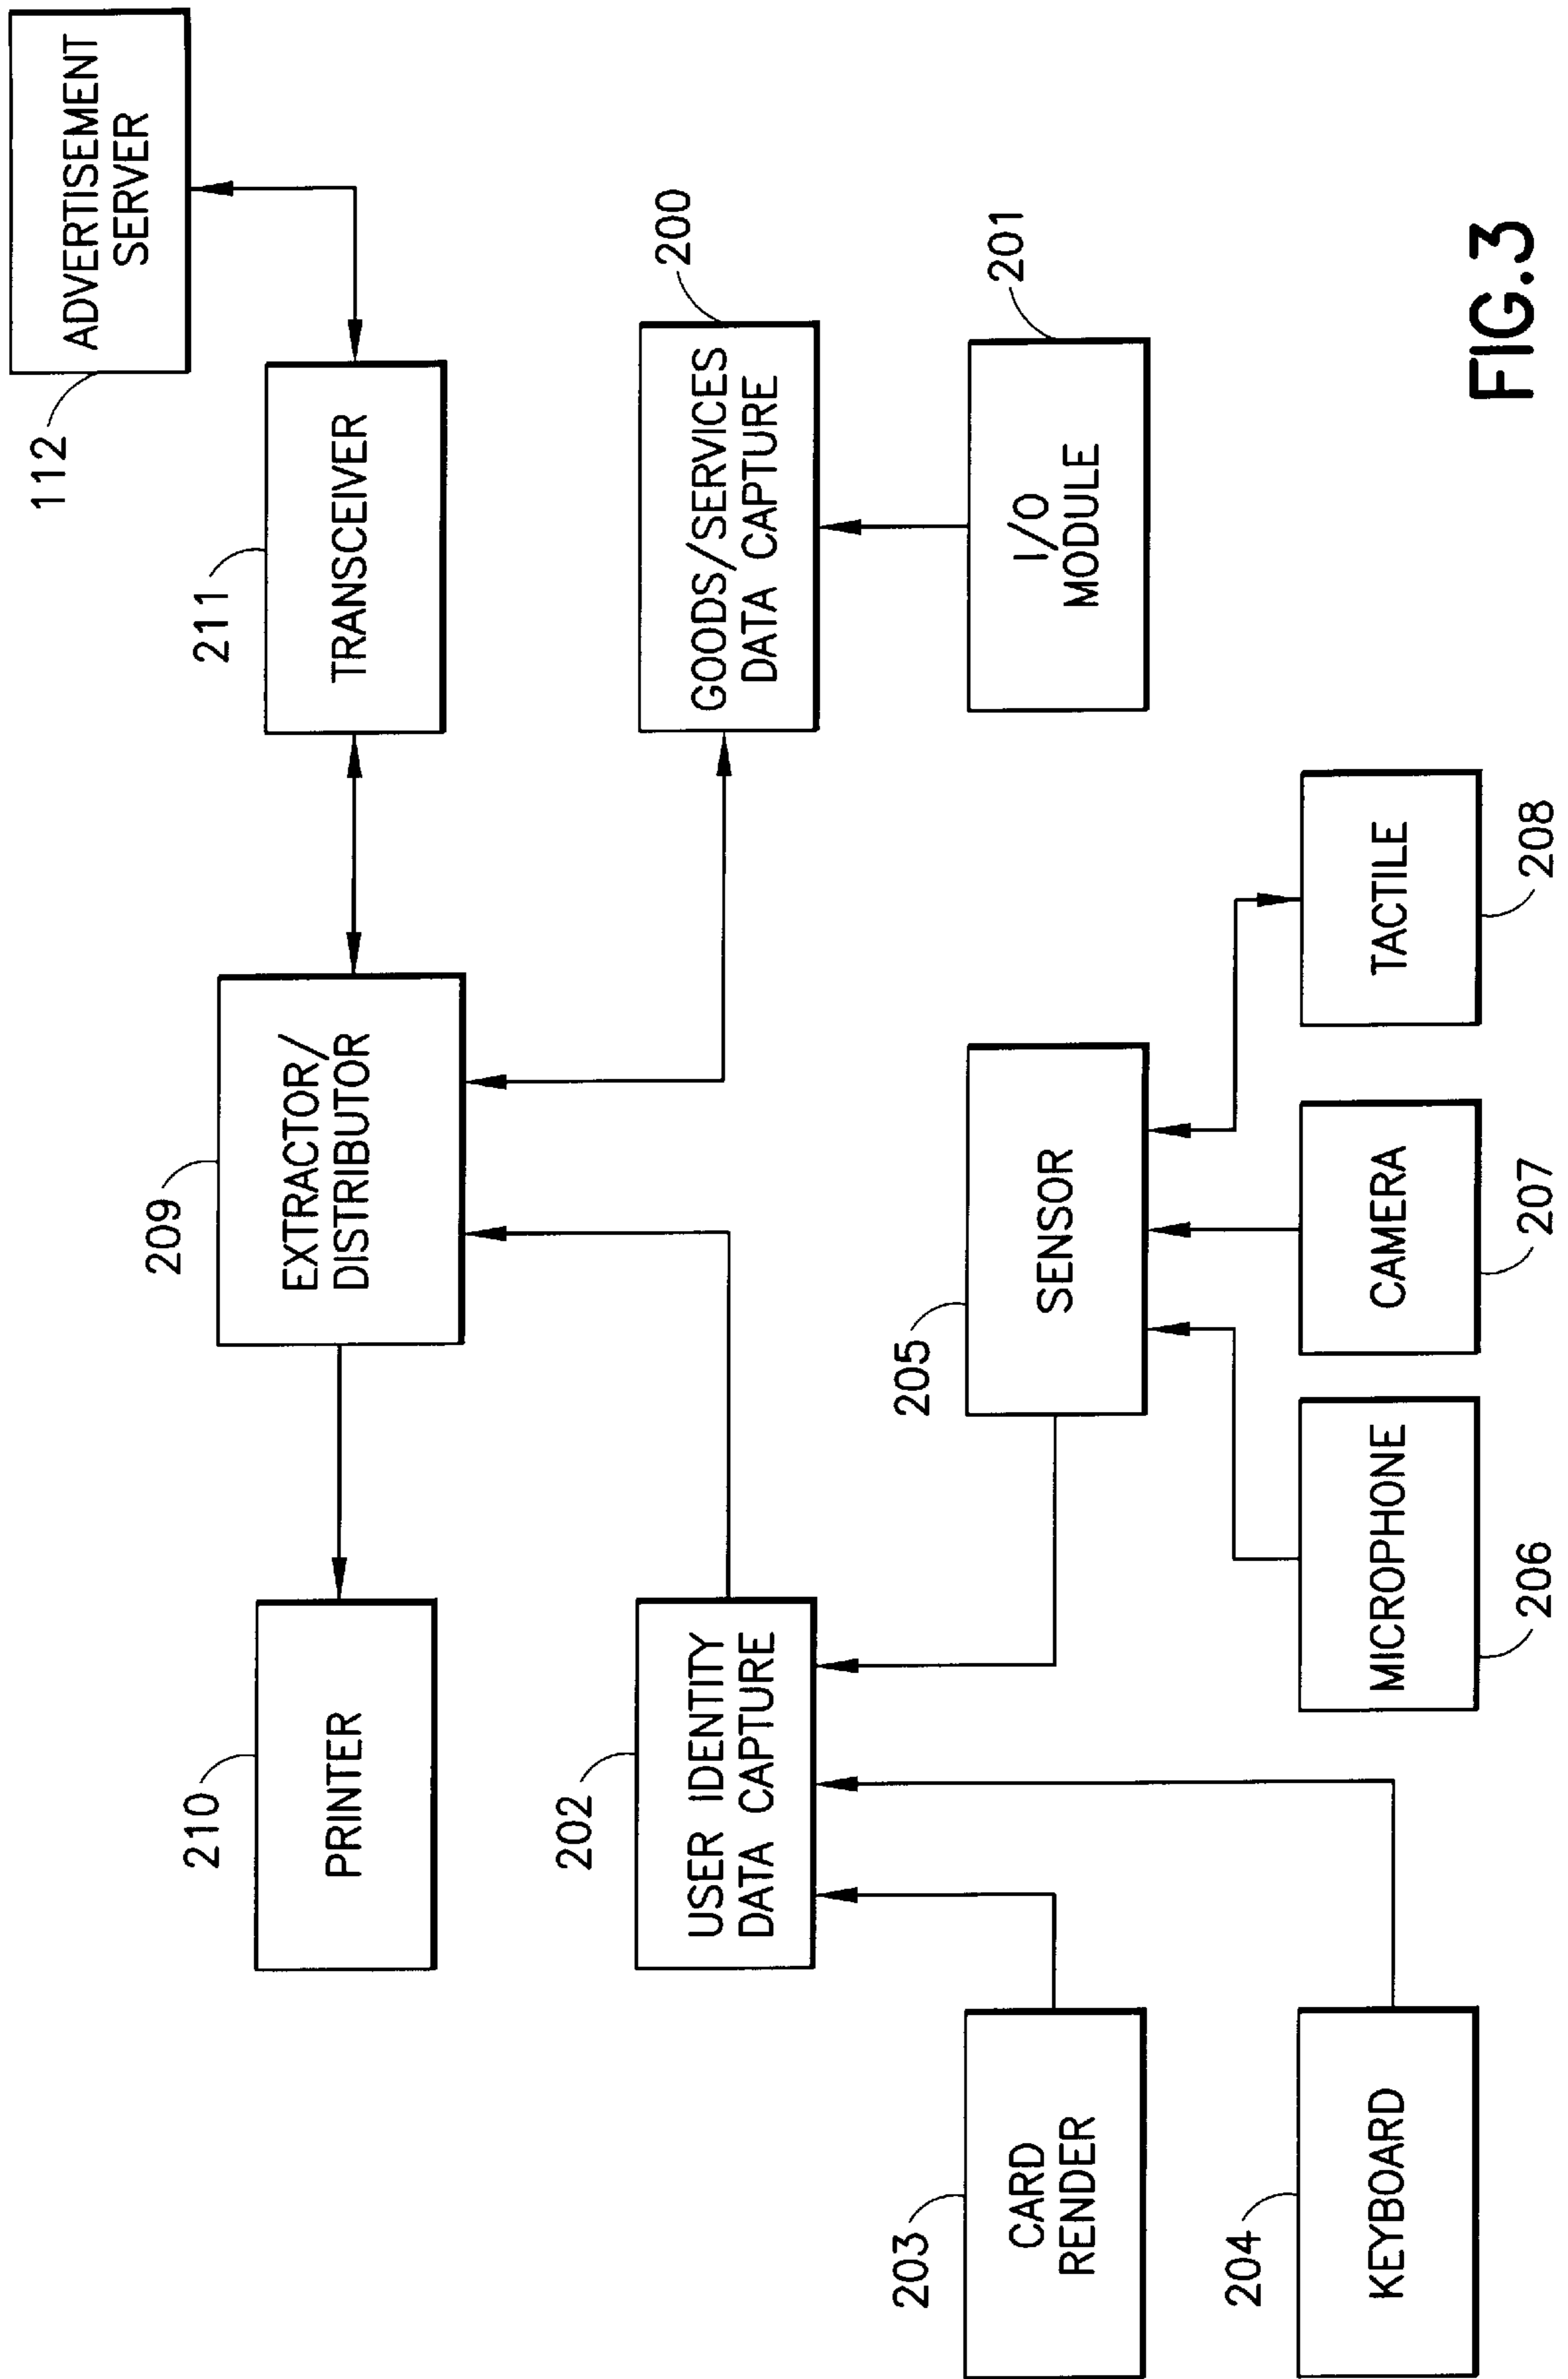 112
ADVERTISEMENT
SERVER
211
TRANSCEIVER
209
EXTRACTOR/
DISTRIBUTOR
210
PRINTER
200
GOODS/SERVICES
DATA CAPTURE
202
USER IDENTITY
DATA CAPTURE
201
I/O
MODULE
205
SENSOR
203
CARD
RENDER
204
KEYBOARD
MICROPHONE
206
CAMERA
207
TACTILE
208
FIG.3